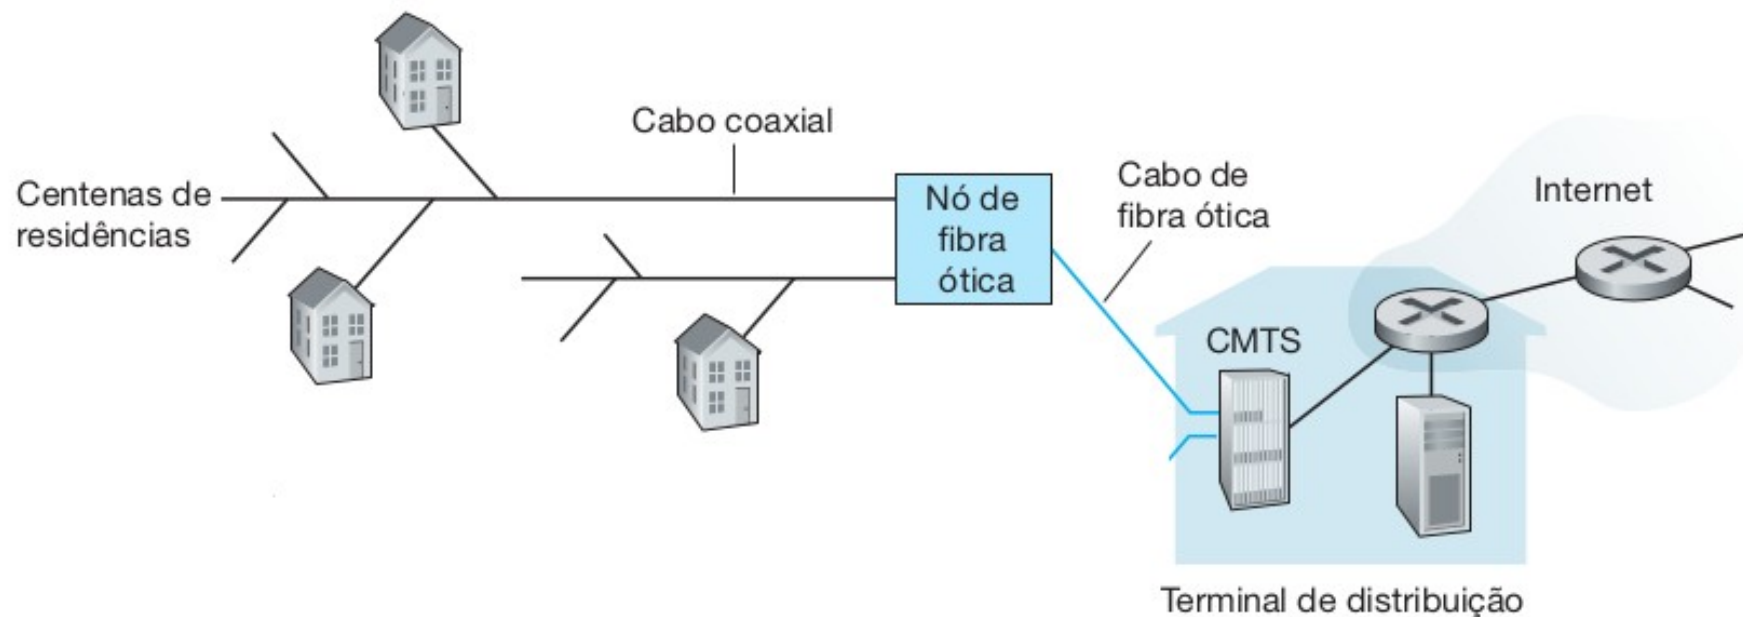 Cabo coaxial
Centenas de
residências
Nó de
fibra
ótica
Cabo de
fibra ótica
Internet
CMTS
Terminal de distribuição